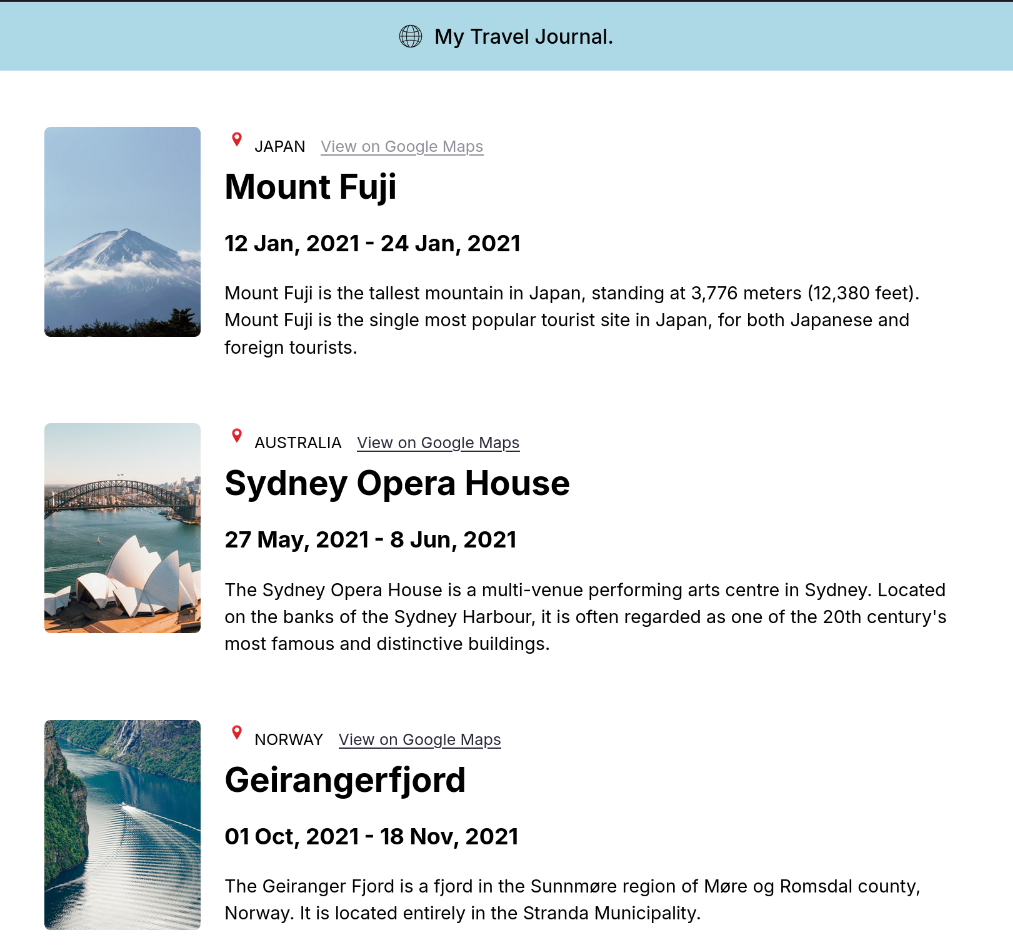 My Travel Journal.
JAPAN View on Google Maps
Mount Fuji
12 Jan, 2021 - 24 Jan, 2021
Mount Fuji is the tallest mountain in Japan, standing at 3,776 meters (12,380 feet).
Mount Fuji is the single most popular tourist site in Japan, for both Japanese and
foreign tourists.
AUSTRALIA View on Google Maps
Sydney Opera House
27 May, 2021 - 8 Jun, 2021
The Sydney Opera House is a multi-venue performing arts centre in Sydney. Located
on the banks of the Sydney Harbour, it is often regarded as one of the 20th century's
most famous and distinctive buildings.
NORWAY View on Google Maps
Geirangerfjord
01 Oct, 2021 - 18 Nov, 2021
The Geiranger Fjord is a fjord in the Sunnmøre region of Møre og Romsdal county,
Norway. It is located entirely in the Stranda Municipality.